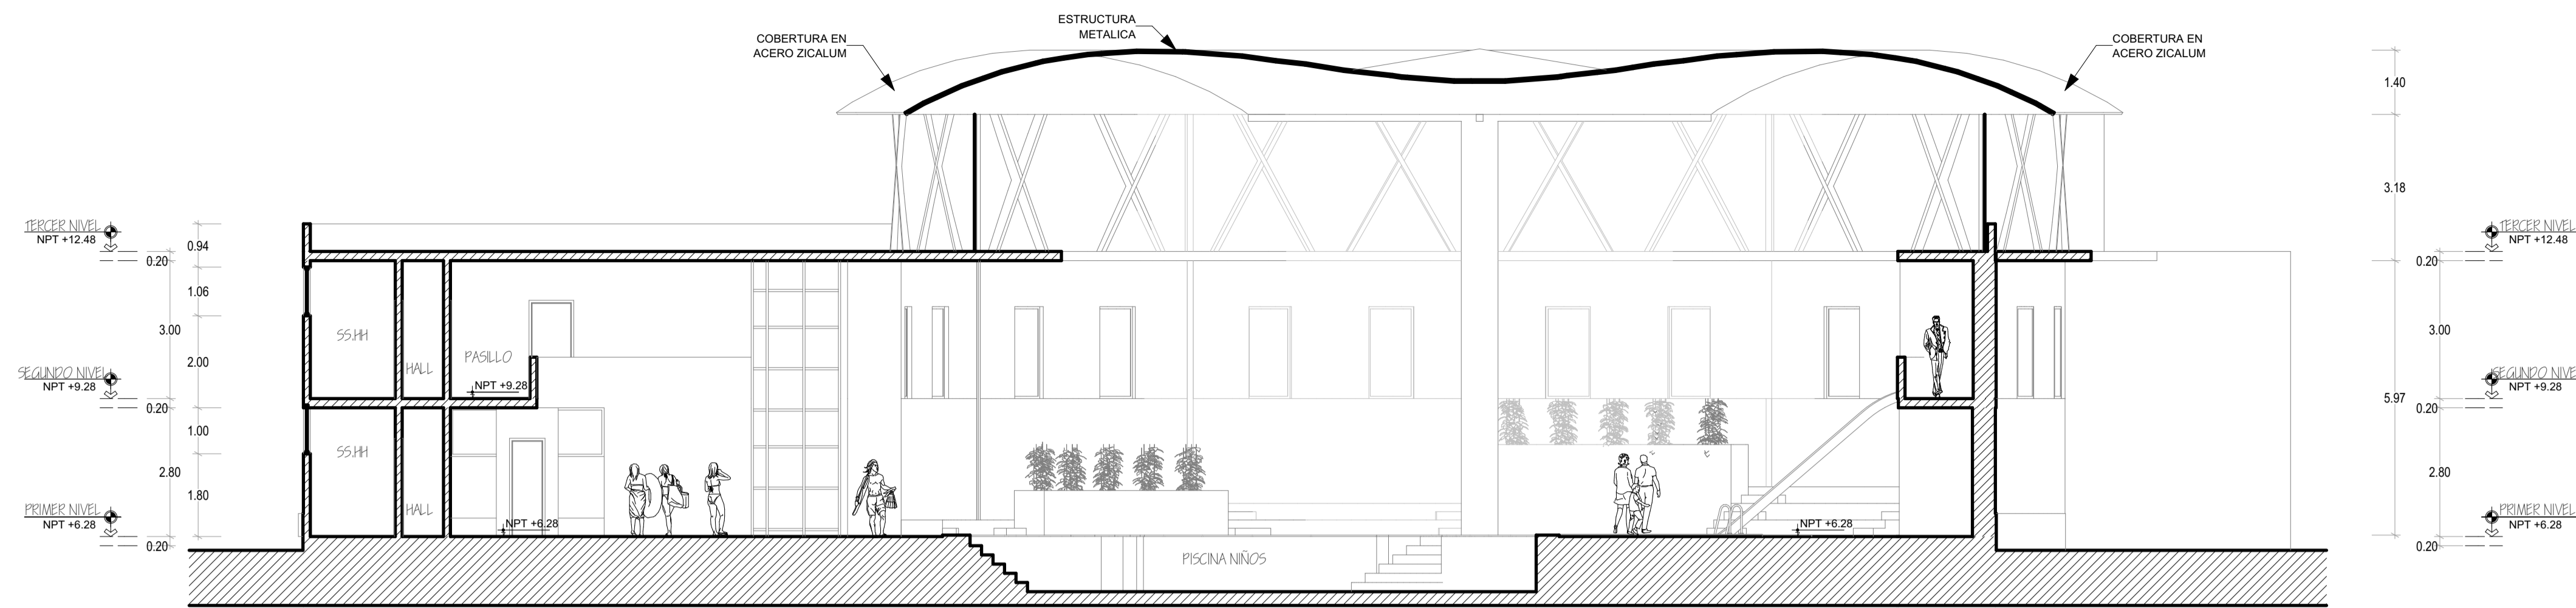 ESTRUCTURA
METALICA
COBERTURA EN
ACERO ZICALUM
COBERTURA EN
ACERO ZICALUM
1.40
3.18
5.97
TERCER NIVEL
NPT +12.48
0.94
0.20
1.06
3.00
2.00
SEGUNDO NIVEL
NPT +9.28
0.20
1.00
2.80
1.80
PRIMER NIVEL
NPT +6.28
0.20
SS.HH
HALL
PASILLO
NPT +9.28
SS.HH
HALL
NPT +6.28
PISCINA NIÑOS
NPT +6.28
TERCER NIVEL
NPT +12.48
0.20
3.00
SEGUNDO NIVE
NPT +9.28
0.20
2.80
PRIMER NIVEL
NPT +6.28
0.20